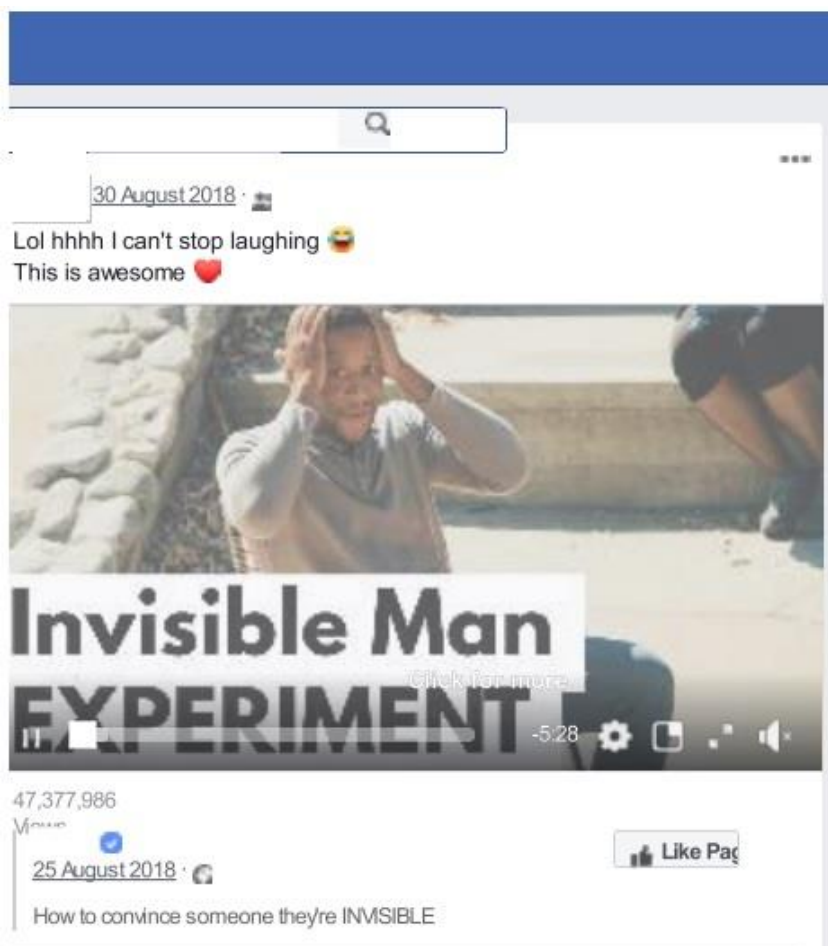 30 August 2018 ·
Lol hhhh I can't stop laughing 😂
This is awesome ❤️
Invisible Man
Click for more
EXPERIMENT
-5:28
47,377,986
Views
25 August 2018 ·
Like Pag
How to convince someone they're INVISIBLE